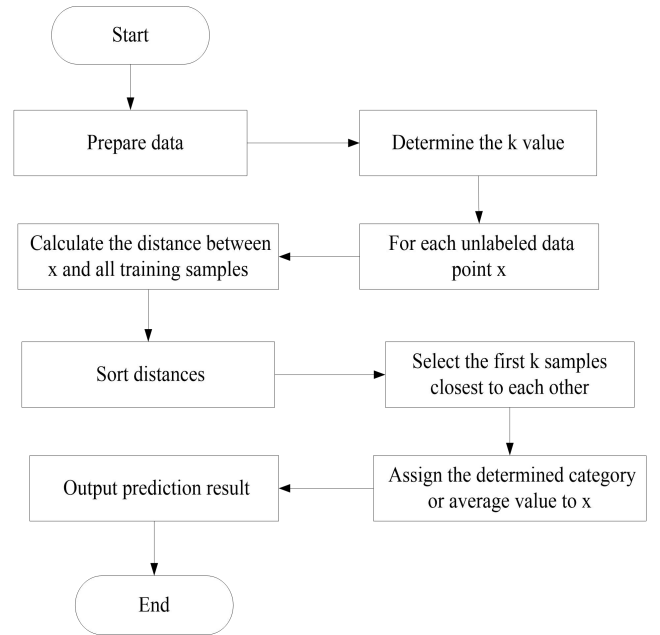 Start
Prepare data
Determine the k value
For each unlabeled data
point x
Calculate the distance between
x and all training samples
Sort distances
Select the first k samples
closest to each other
Assign the determined category
or average value to x
Output prediction result
End